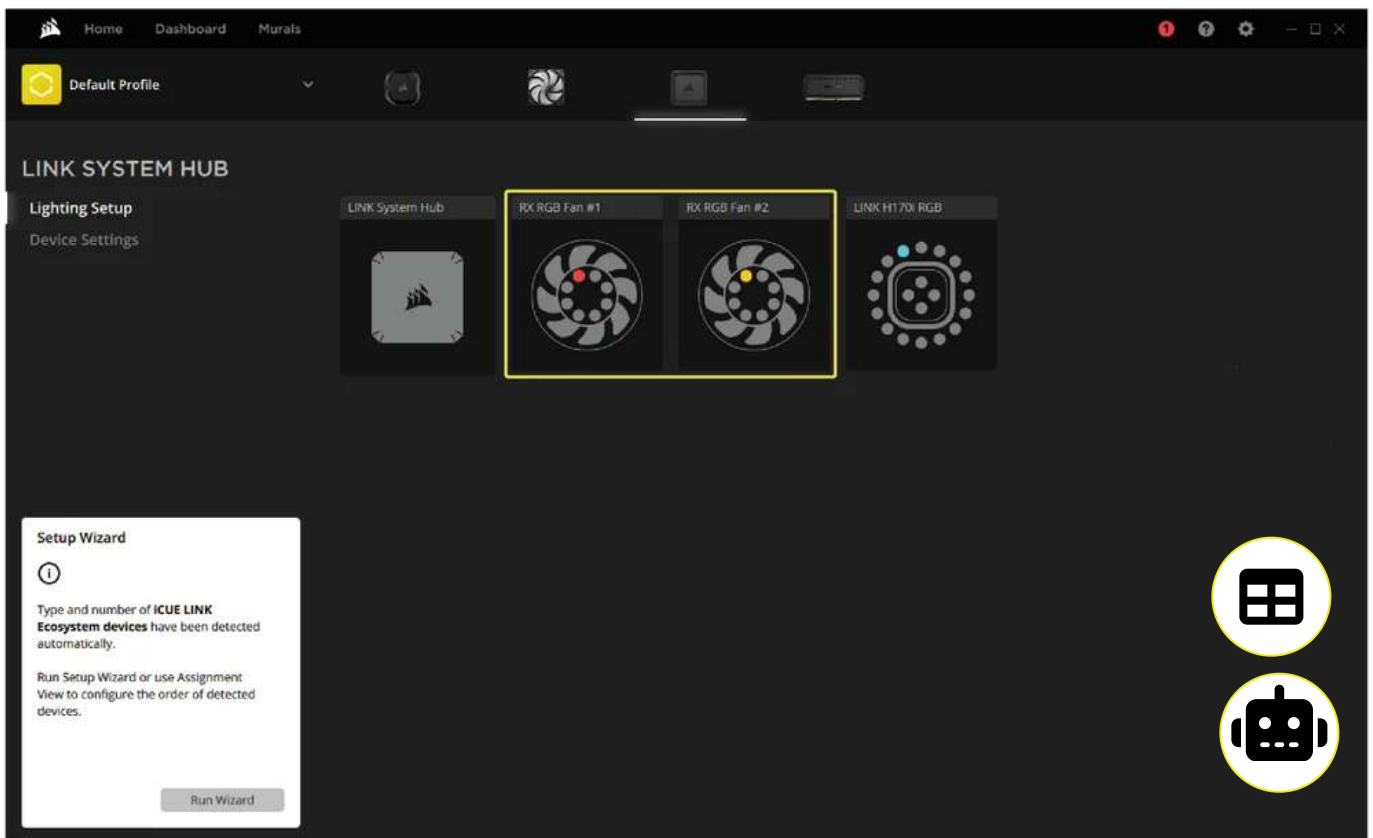 Home Dashboard Murals 1 ?
Default Profile
LINK SYSTEM HUB
Lighting Setup
Device Settings
LINK System Hub RX RGB Fan #1 RX RGB Fan #2 LINK H170i RGB
Setup Wizard
Type and number of iCUE LINK
Ecosystem devices have been detected
automatically.
Run Setup Wizard or use Assignment
View to configure the order of detected
devices.
Run Wizard